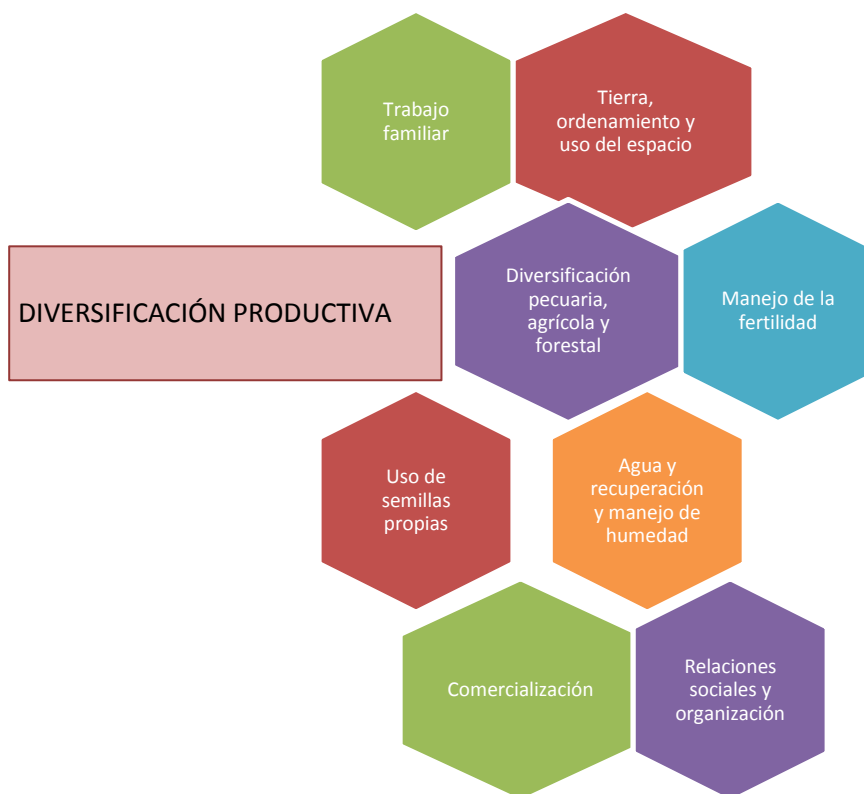 Trabajo
familiar
Tierra,
ordenamiento y
uso del espacio
DIVERSIFICACIÓN PRODUCTIVA
Diversificación
pecuaria,
agrícola y
forestal
Manejo de la
fertilidad
Uso de
semillas
propias
Agua y
recuperación
y manejo de
humedad
Comercialización
Relaciones
sociales y
organización